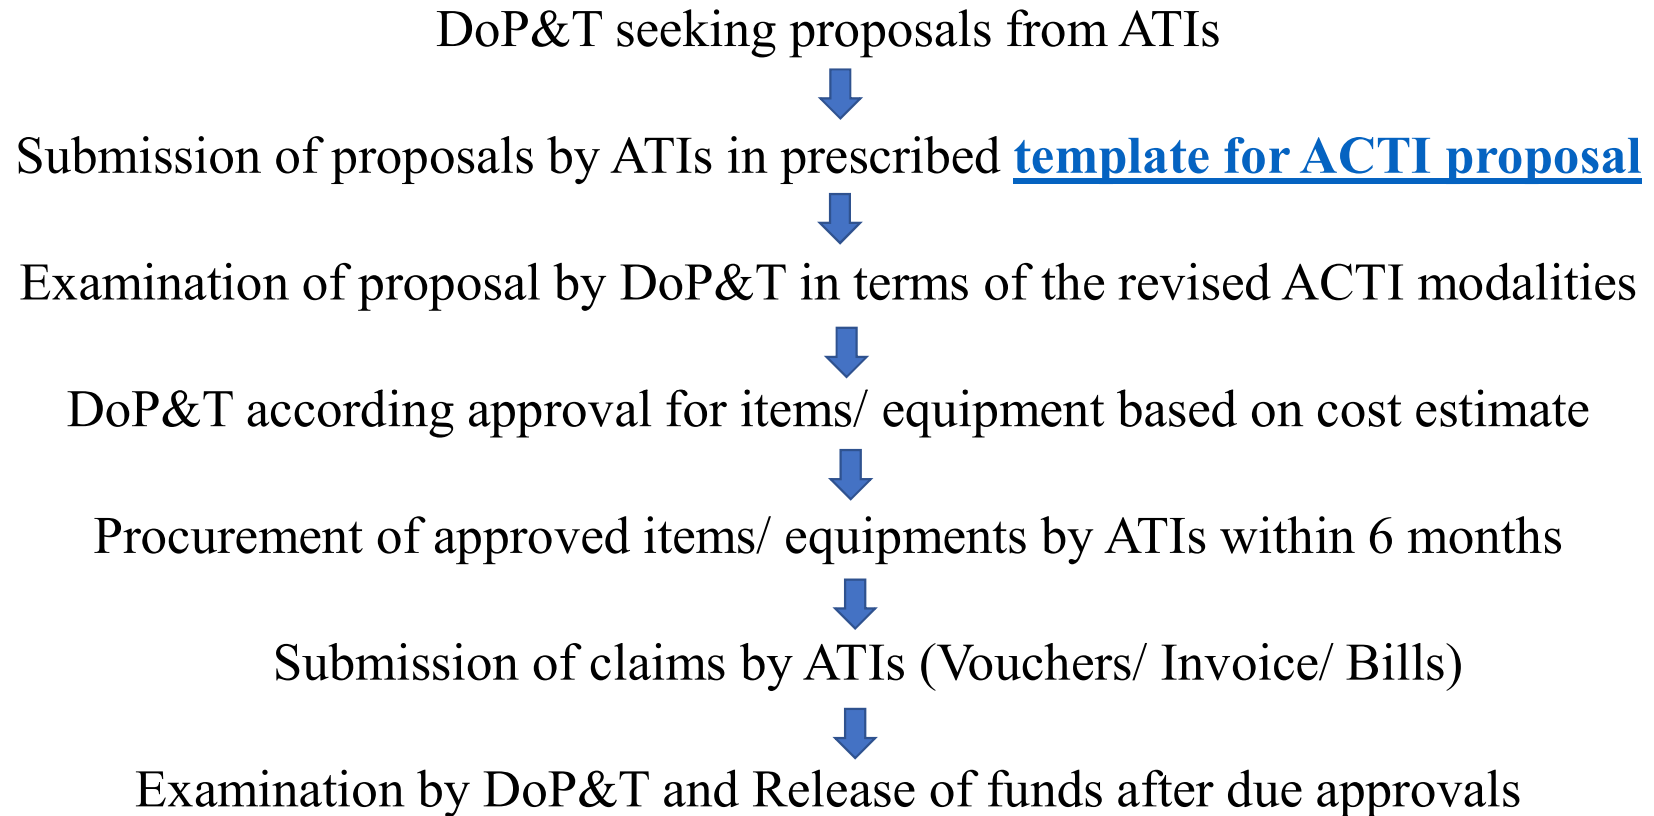 DoP&T seeking proposals from ATIs
Submission of proposals by ATIs in prescribed template for ACTI proposal
Examination of proposal by DoP&T in terms of the revised ACTI modalities
DoP&T according approval for items/ equipment based on cost estimate
Procurement of approved items/ equipments by ATIs within 6 months
Submission of claims by ATIs (Vouchers/ Invoice/ Bills)
Examination by DoP&T and Release of funds after due approvals